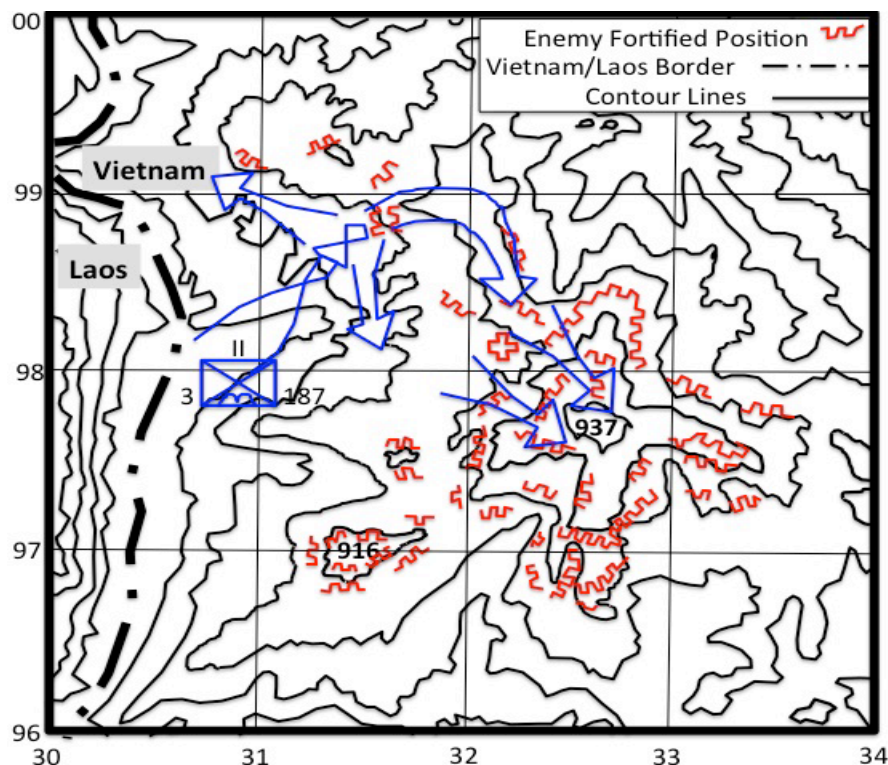 00
Enemy Fortified Position
Vietnam/Laos Border
Contour Lines
Vietnam
99
Laos
II
98
3
187
937
916
97
96
30
31
32
33
34